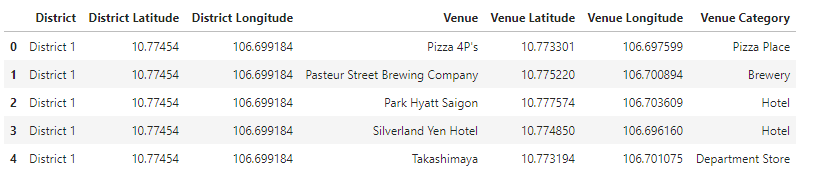 District District Latitude District Longitude Venue Venue Latitude Venue Longitude Venue Category
0 District 1 10.77454 106.699184 Pizza 4P's 10.773301 106.697599 Pizza Place
1 District 1 10.77454 106.699184 Pasteur Street Brewing Company 10.775220 106.700894 Brewery
2 District 1 10.77454 106.699184 Park Hyatt Saigon 10.777574 106.703609 Hotel
3 District 1 10.77454 106.699184 Silverland Yen Hotel 10.774850 106.696160 Hotel
4 District 1 10.77454 106.699184 Takashimaya 10.773194 106.701075 Department Store